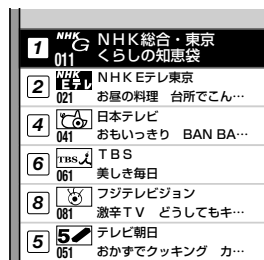 1 NHK G 011 NHK総合・東京
くらしの知恵袋
2 NHK Eテレ 021 NHKEテレ東京
お昼の料理 台所でこん…
4 041 日本テレビ
おもいっきり BAN BA…
6 TBS 061 TBS
美しき毎日
8 081 フジテレビジョン
激辛TV どうしてもキ…
5 5 051 テレビ朝日
おかずでクッキング カ…